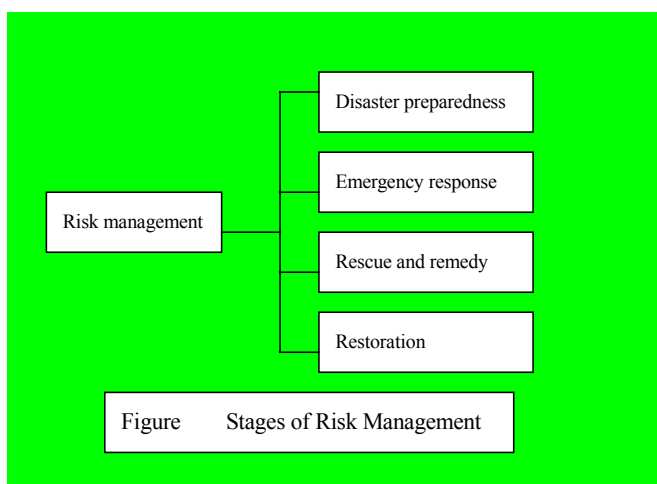 Disaster preparedness
Emergency response
Risk management
Rescue and remedy
Restoration
Figure Stages of Risk Management